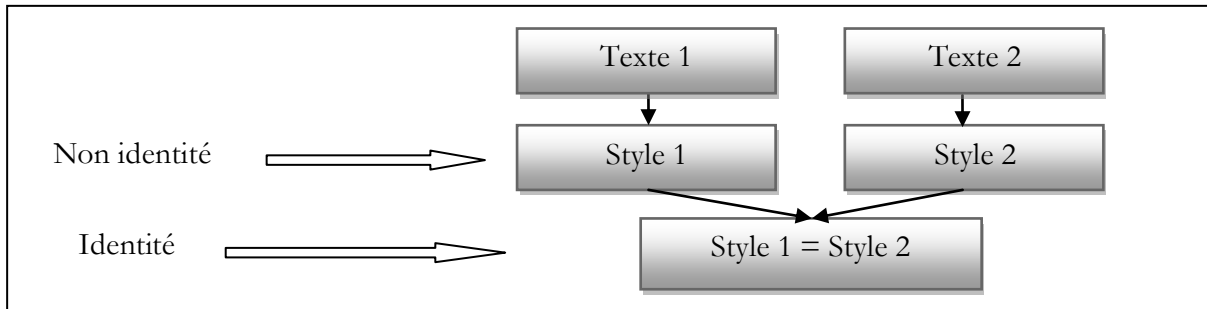 Texte 1
Texte 2
Non identité
Style 1
Style 2
Identité
Style 1 = Style 2